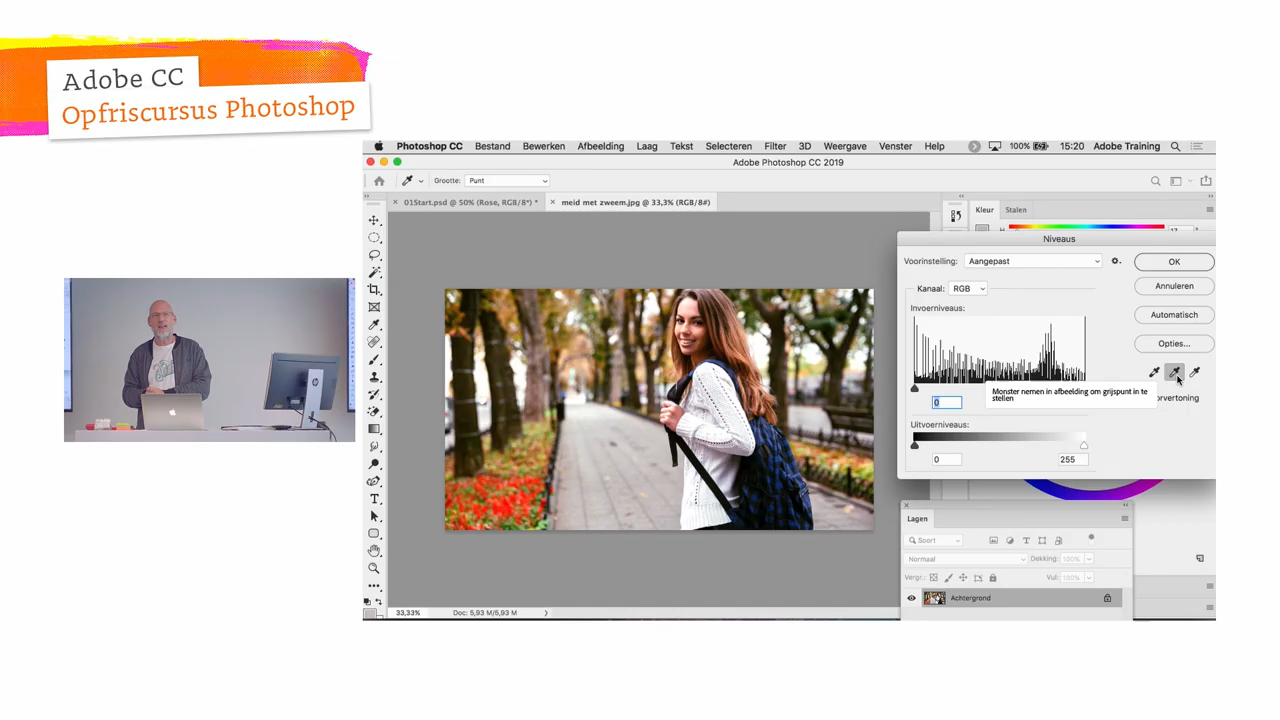 Adobe CC
Opfriscursus Photoshop
Photoshop CC Bestand Bewerken Afbeelding Laag Tekst Selecteren Filter 3D Weergave Venster Help 100% 15:20 Adobe Training
Adobe Photoshop CC 2019
Grootte: Punt
01Start.psd @ 50% (Rose, RGB/8*) *
meid met zweem.jpg @ 33,3% (RGB/8#)
Kleur Stalen
H
Niveaus
Voorinstelling: Aangepast
OK
Annuleren
Kanaal: RGB
Invoerniveaus:
Automatisch
Opties...
Monster nemen in afbeelding om grijspunt in te
stellen
orvertoning
0
Uitvoerniveaus:
0 255
Lagen
Soort
Normaal Dekking: 100%
Vergr.: Vul: 100%
Achtergrond
33,33% Doc: 5,93 M/5,93 M
hp